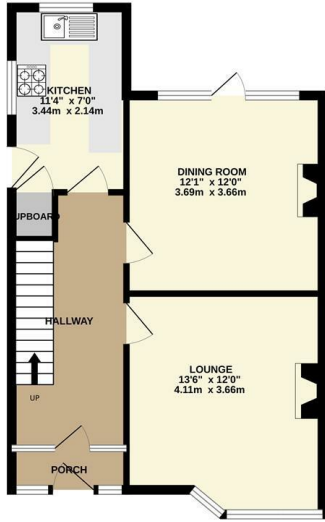 KITCHEN
11'4" x 7'0"
3.44m x 2.14m
DINING ROOM
12'1" x 12'0"
3.69m x 3.66m
UPBOARD
HALLWAY
LOUNGE
13'6" x 12'0"
4.11m x 3.66m
UP
PORCH